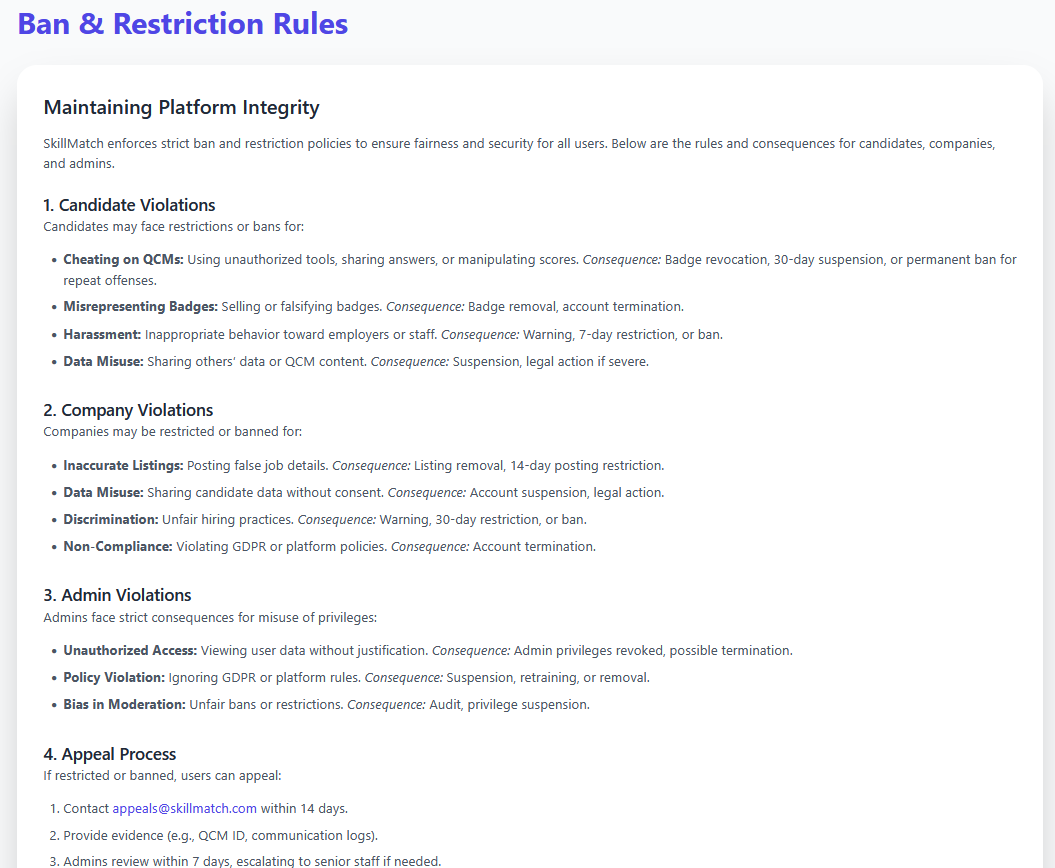 Ban & Restriction Rules
Maintaining Platform Integrity
SkillMatch enforces strict ban and restriction policies to ensure fairness and security for all users. Below are the rules and consequences for candidates, companies,
and admins.
1. Candidate Violations
Candidates may face restrictions or bans for:
• Cheating on QCMs: Using unauthorized tools, sharing answers, or manipulating scores. Consequence: Badge revocation, 30-day suspension, or permanent ban for
repeat offenses.
• Misrepresenting Badges: Selling or falsifying badges. Consequence: Badge removal, account termination.
• Harassment: Inappropriate behavior toward employers or staff. Consequence: Warning, 7-day restriction, or ban.
• Data Misuse: Sharing others' data or QCM content. Consequence: Suspension, legal action if severe.
2. Company Violations
Companies may be restricted or banned for:
• Inaccurate Listings: Posting false job details. Consequence: Listing removal, 14-day posting restriction.
• Data Misuse: Sharing candidate data without consent. Consequence: Account suspension, legal action.
• Discrimination: Unfair hiring practices. Consequence: Warning, 30-day restriction, or ban.
• Non-Compliance: Violating GDPR or platform policies. Consequence: Account termination.
3. Admin Violations
Admins face strict consequences for misuse of privileges:
• Unauthorized Access: Viewing user data without justification. Consequence: Admin privileges revoked, possible termination.
• Policy Violation: Ignoring GDPR or platform rules. Consequence: Suspension, retraining, or removal.
• Bias in Moderation: Unfair bans or restrictions. Consequence: Audit, privilege suspension.
4. Appeal Process
If restricted or banned, users can appeal:
1. Contact appeals@skillmatch.com within 14 days.
2. Provide evidence (e.g., QCM ID, communication logs).
3. Admins review within 7 days, escalating to senior staff if needed.